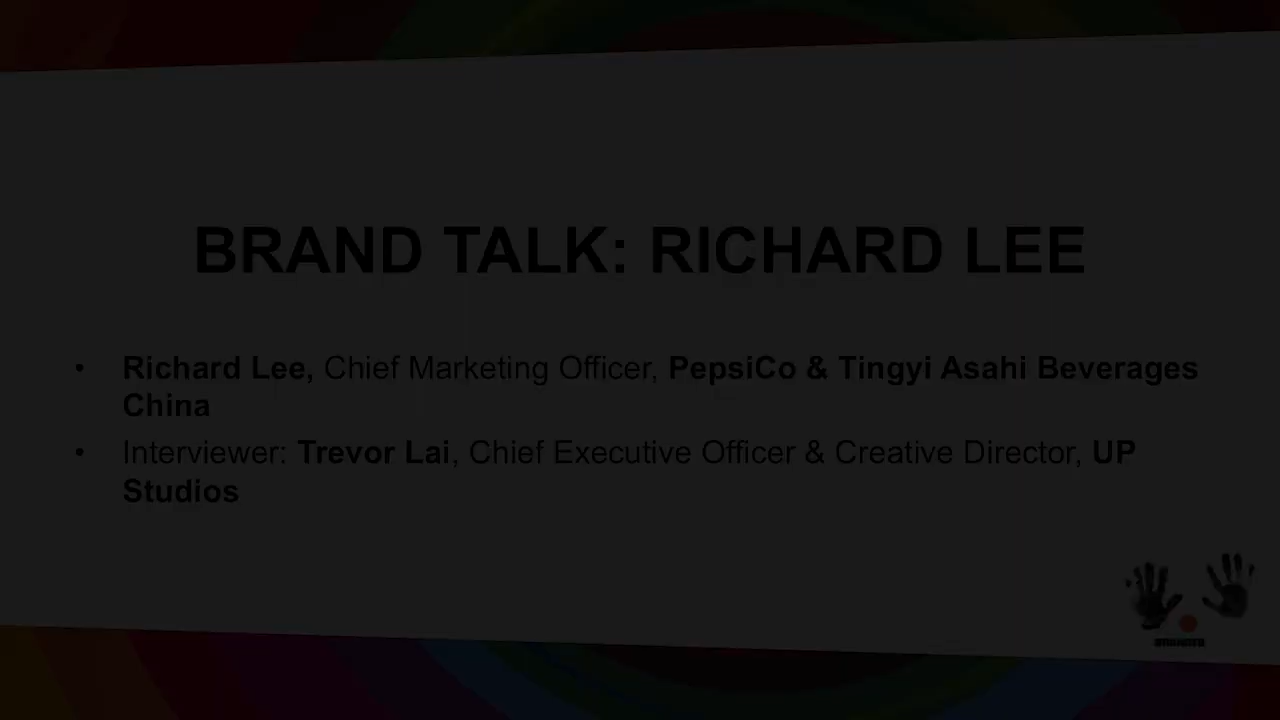 BRAND TALK: RICHARD LEE
• Richard Lee, Chief Marketing Officer, PepsiCo & Tingyi Asahi Beverages
China
• Interviewer: Trevor Lai, Chief Executive Officer & Creative Director, UP
Studios